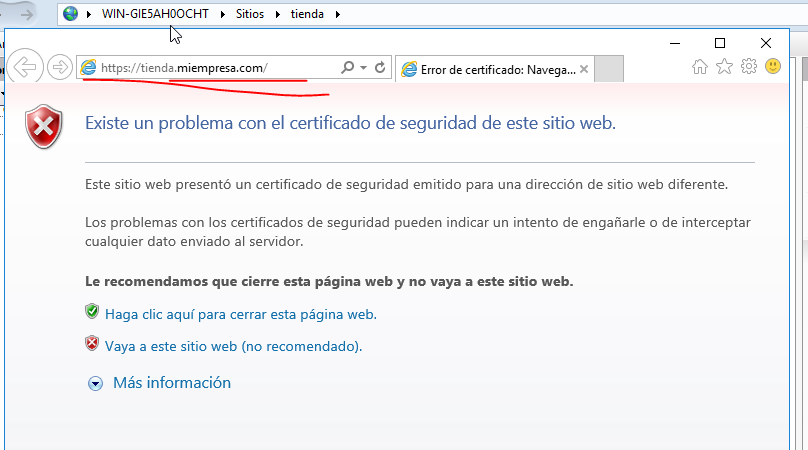 WIN-GIE5AH0OCHT Sitios tienda
https://tienda.miempresa.com/
Error de certificado: Navega...
Existe un problema con el certificado de seguridad de este sitio web.
Este sitio web presentó un certificado de seguridad emitido para una dirección de sitio web diferente.
Los problemas con los certificados de seguridad pueden indicar un intento de engañarle o de interceptar
cualquier dato enviado al servidor.
Le recomendamos que cierre esta página web y no vaya a este sitio web.
Haga clic aquí para cerrar esta página web.
Vaya a este sitio web (no recomendado).
Más información